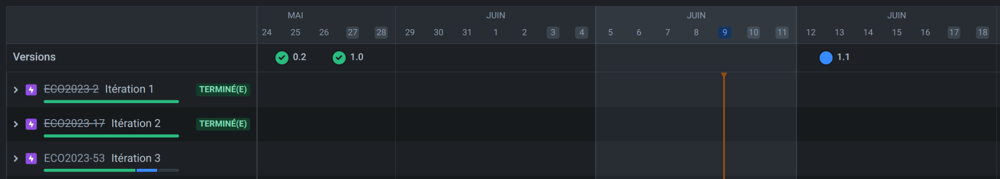 MAI JUIN JUIN JUIN
24 25 26 27 28 29 30 31 1 2 3 4 5 6 7 8 9 10 11 12 13 14 15 16 17 18
Versions 0.2 1.0 1.1
ECO2023-2 Itération 1 TERMINÉ(E)
ECO2023-17 Itération 2 TERMINÉ(E)
ECO2023-53 Itération 3